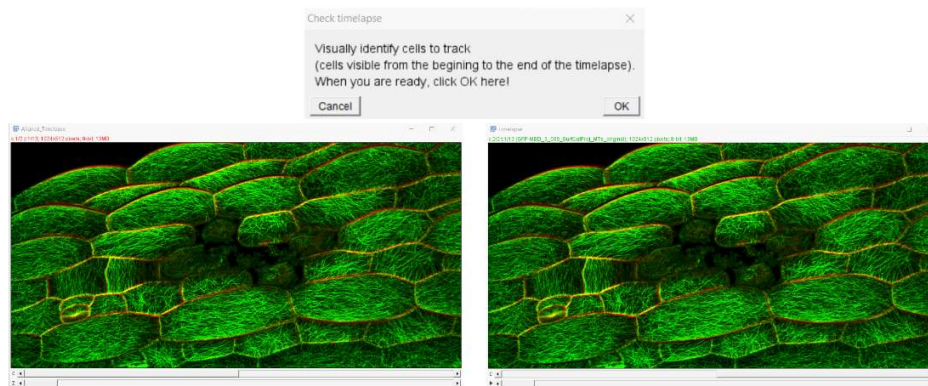 Check timelapse
Visually identify cells to track
(cells visible from the begining to the end of the timelapse).
When you are ready, click OK here!
Cancel
OK
Aligned_Timelapse
timelapse